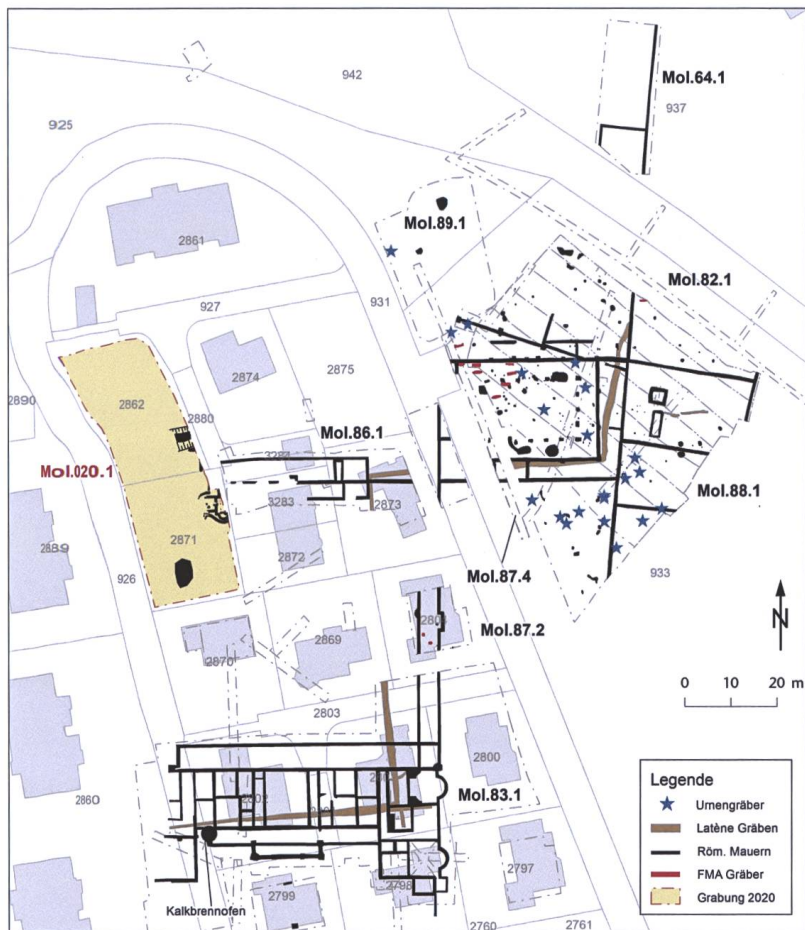 942
Mol.64.1
937
925
Mol.89.1
2861
Mol.82.1
927
931
2874
2875
2890
2862
2880
Mol.86.1
3284
Mol.020.1
3283
2873
Mol.88.1
2871
2872
926
Mol.87.4
933
Mol.87.2
N
2870
2869
0 10 20 m
2803
2800
Mol.83.1
2860
Legende
Urnengräber
Latène Gräben
Röm. Mauern
FMA Gräber
Grabung 2020
2797
2798
2799
Kalkbrennofen
2760
2761